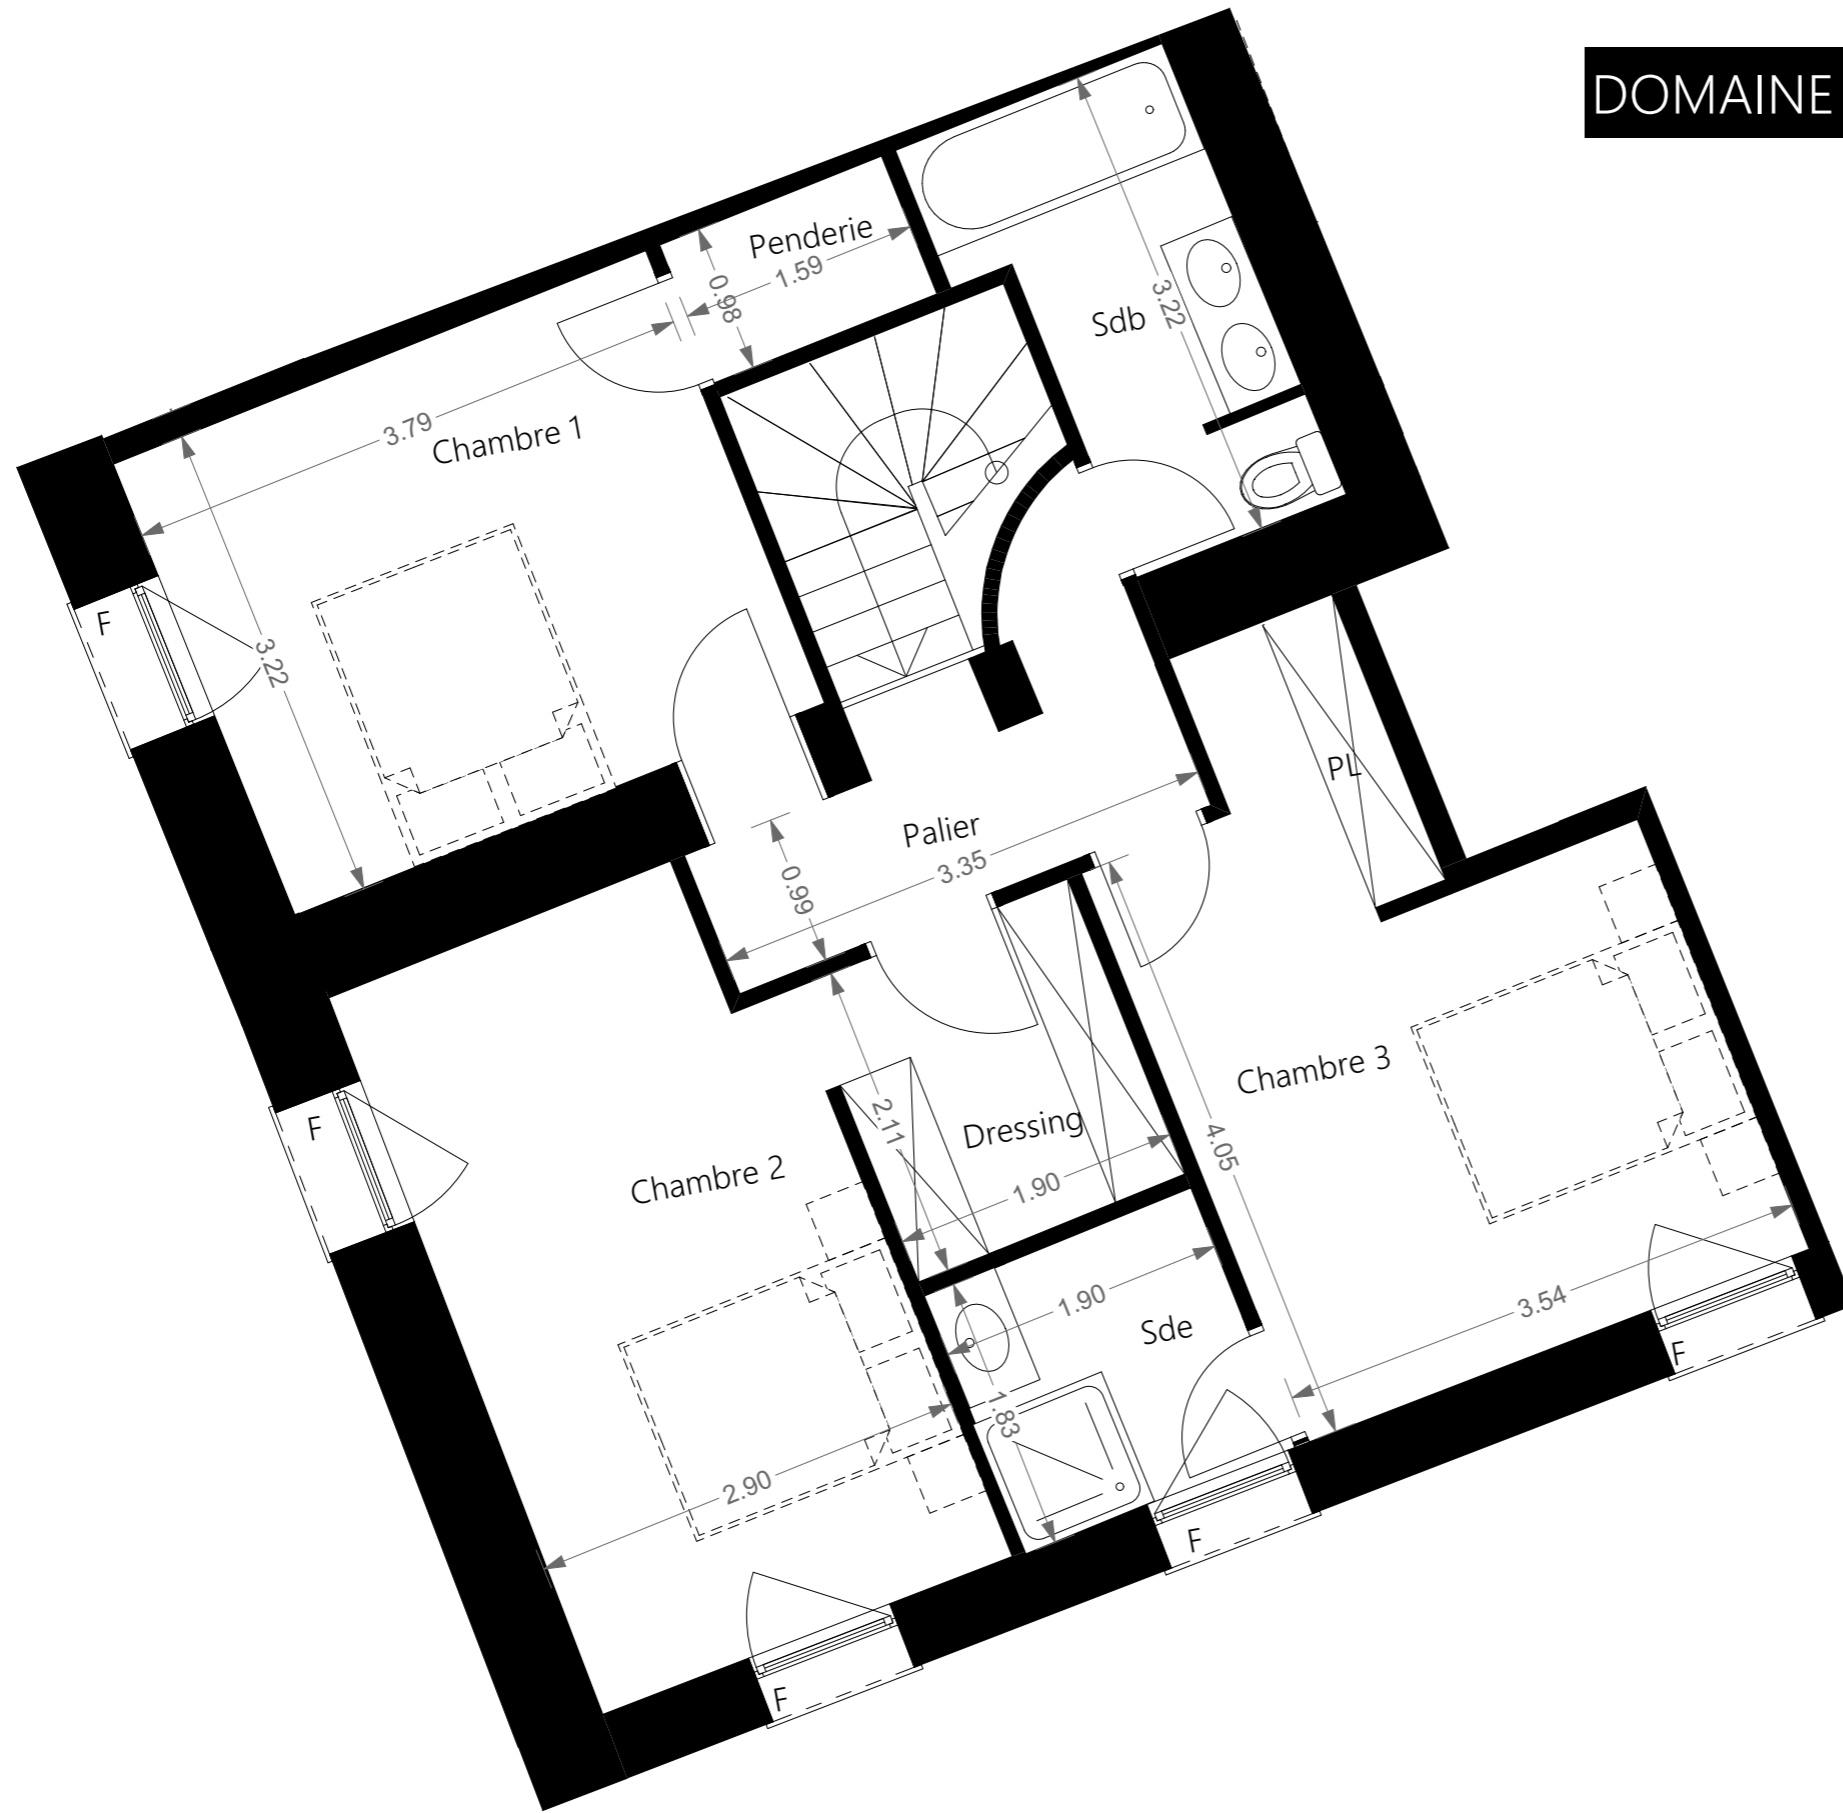 DOMAINE
Penderie
1.59
0.98
Sdb
3.22
3.79
Chambre 1
F
3.22
PL
Palier
3.35
0.99
Chambre 3
F
2.11
Dressing
4.05
Chambre 2
1.90
1.90
Sde
3.54
F
1.83
2.90
F
F